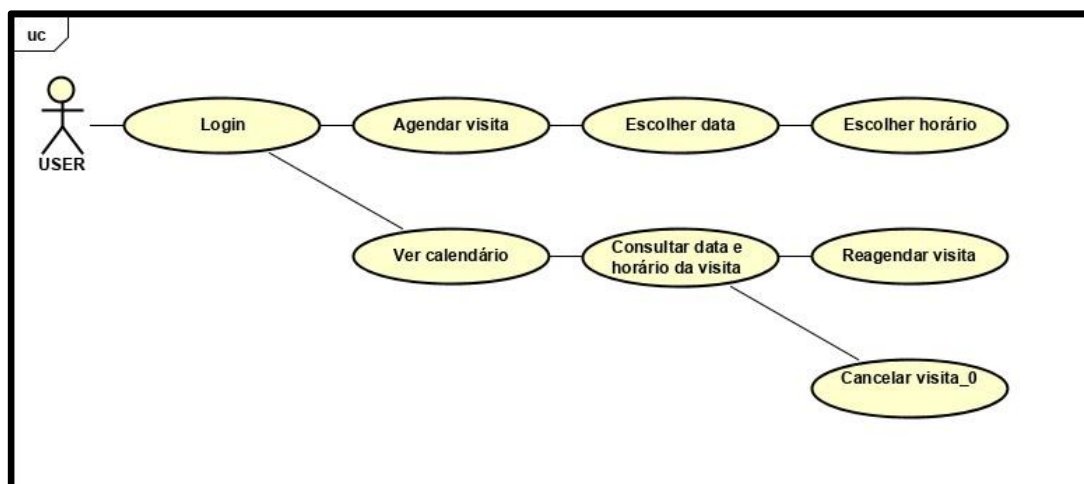 uc
USER
Login
Agendar visita
Escolher data
Escolher horário
Ver calendário
Consultar data e
horário da visita
Reagendar visita
Cancelar visita_0